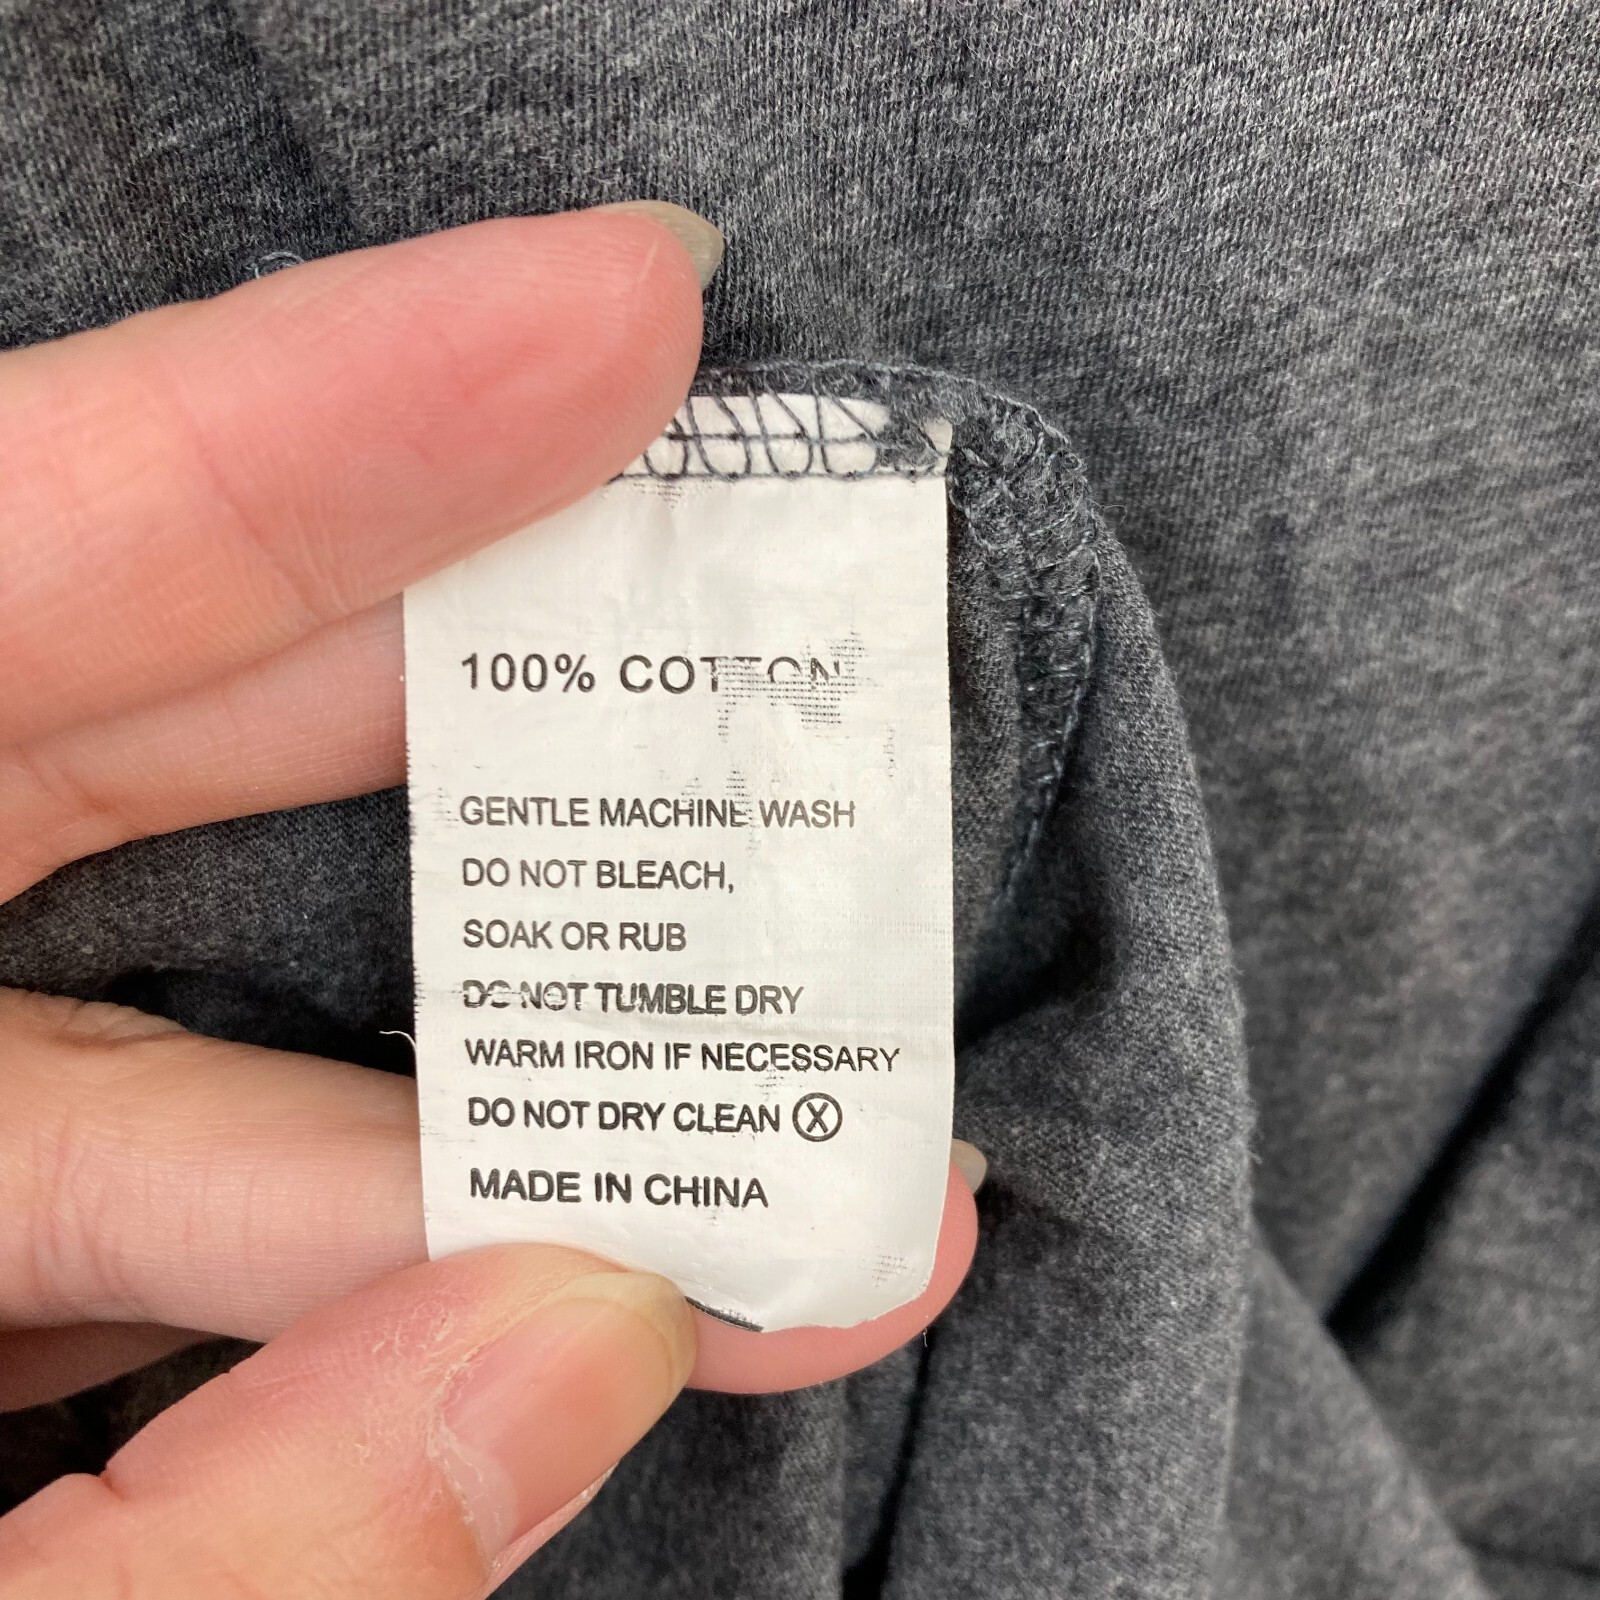 100% COTTON
GENTLE MACHINE WASH
DO NOT BLEACH,
SOAK OR RUB
DO NOT TUMBLE DRY
WARM IRON IF NECESSARY
DO NOT DRY CLEAN Ⓧ
MADE IN CHINA